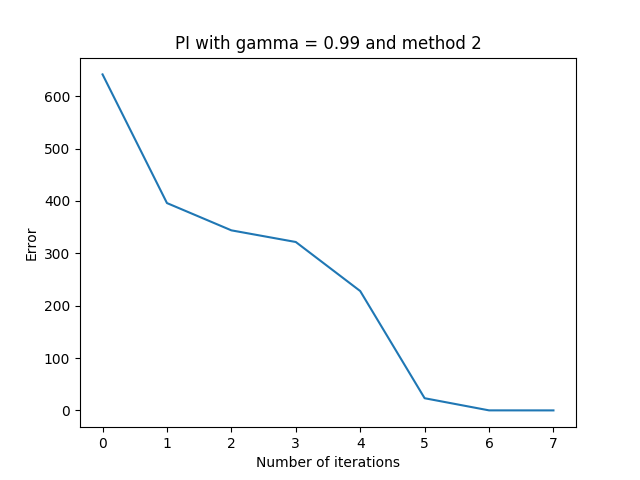 PI with gamma = 0.99 and method 2
600
500
400
300
200
100
0
Error
0 1 2 3 4 5 6 7
Number of iterations